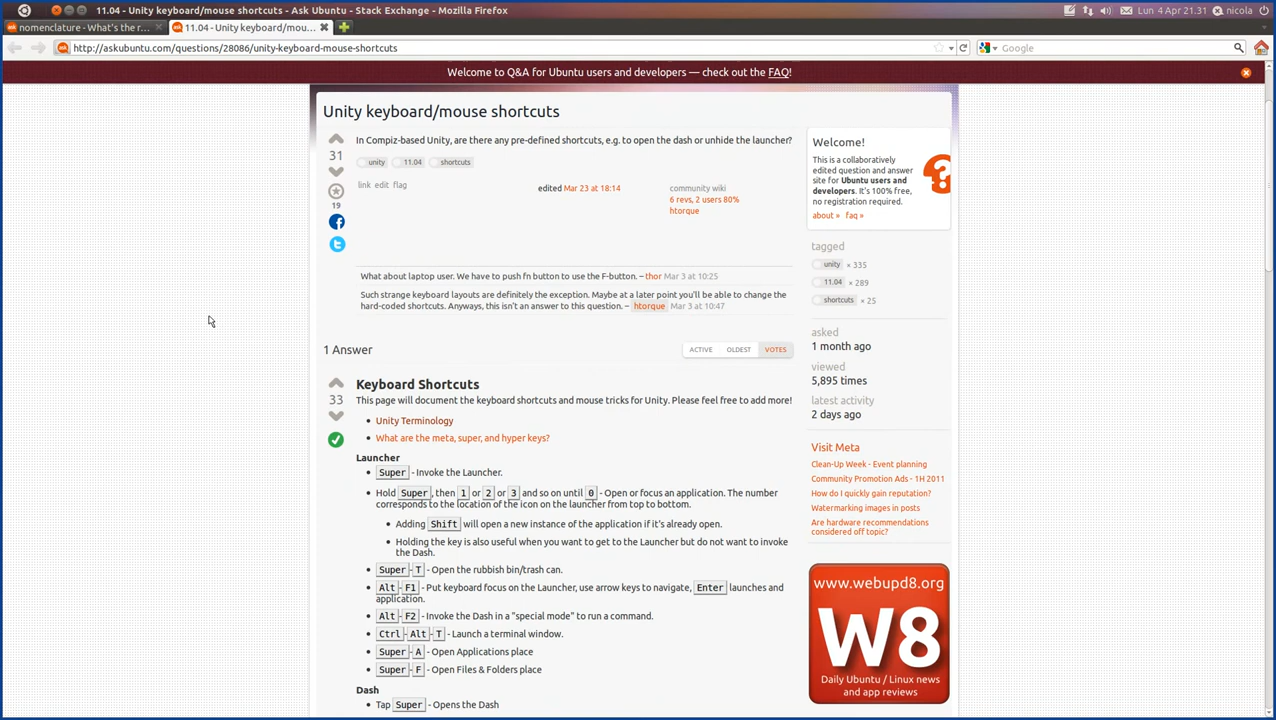 11.04 - Unity keyboard/mouse shortcuts - Ask Ubuntu - Stack Exchange - Mozilla Firefox
Lun 4 Apr 21.31 nicola
nomenclature - What's the r...
11.04 - Unity keyboard/mou...
http://askubuntu.com/questions/28086/unity-keyboard-mouse-shortcuts
Google
Welcome to Q&A for Ubuntu users and developers — check out the FAQ!
Unity keyboard/mouse shortcuts
31
19
In Compiz-based Unity, are there any pre-defined shortcuts, e.g. to open the dash or unhide the launcher?
unity 11.04 shortcuts
link edit flag
edited Mar 23 at 18:14
community wiki
6 revs, 2 users 80%
htorque
What about laptop user. We have to push fn button to use the F-button. – thor Mar 3 at 10:25
Such strange keyboard layouts are definitely the exception. Maybe at a later point you'll be able to change the
hard-coded shortcuts. Anyways, this isn't an answer to this question. – htorque Mar 3 at 10:47
1 Answer
ACTIVE OLDEST VOTES
33
Keyboard Shortcuts
This page will document the keyboard shortcuts and mouse tricks for Unity. Please feel free to add more!
Unity Terminology
What are the meta, super, and hyper keys?
Launcher
Super - Invoke the Launcher.
Hold Super, then 1 or 2 or 3 and so on until 0 - Open or focus an application. The number
corresponds to the location of the icon on the launcher from top to bottom.
Adding Shift will open a new instance of the application if it's already open.
Holding the key is also useful when you want to get to the Launcher but do not want to invoke
the Dash.
Super-T - Open the rubbish bin/trash can.
Alt-F1 - Put keyboard focus on the Launcher, use arrow keys to navigate, Enter launches and
application.
Alt-F2 - Invoke the Dash in a "special mode" to run a command.
Ctrl-Alt-T - Launch a terminal window.
Super-A - Open Applications place
Super-F - Open Files & Folders place
Dash
Tap Super - Opens the Dash
Welcome!
This is a collaboratively
edited question and answer
site for Ubuntu users and
developers. It's 100% free,
no registration required.
about » faq »
tagged
unity × 335
11.04 × 289
shortcuts × 25
asked
1 month ago
viewed
5,895 times
latest activity
2 days ago
Visit Meta
Clean-Up Week - Event planning
Community Promotion Ads - 1H 2011
How do I quickly gain reputation?
Watermarking images in posts
Are hardware recommendations
considered off topic?
www.webupd8.org
W8
Daily Ubuntu / Linux news
and app reviews